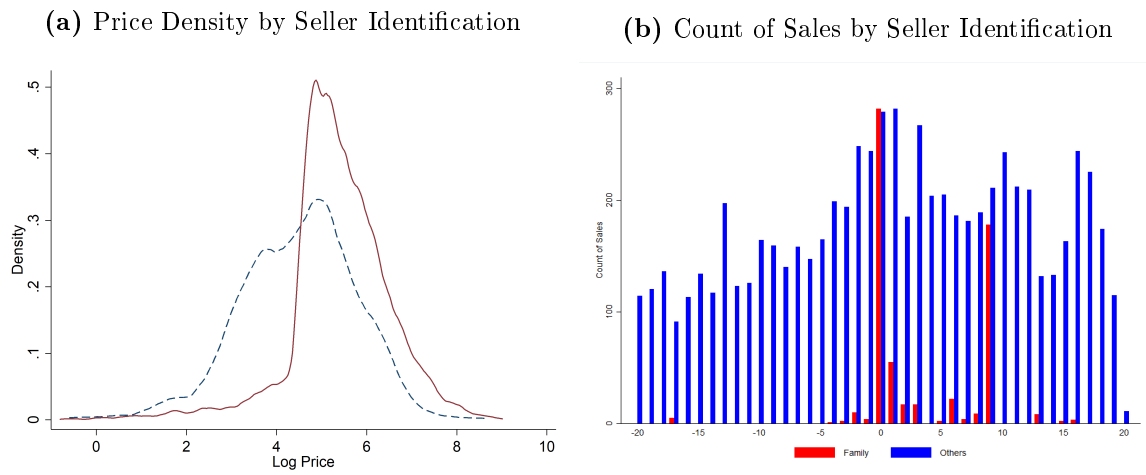 (a) Price Density by Seller Identification
Density
.5
.4
.3
.2
.1
0
0 2 4 6 8 10
Log Price
(b) Count of Sales by Seller Identification
Count of Sales
300
200
100
0
-20 -15 -10 -5 0 5 10 15 20
Family Others